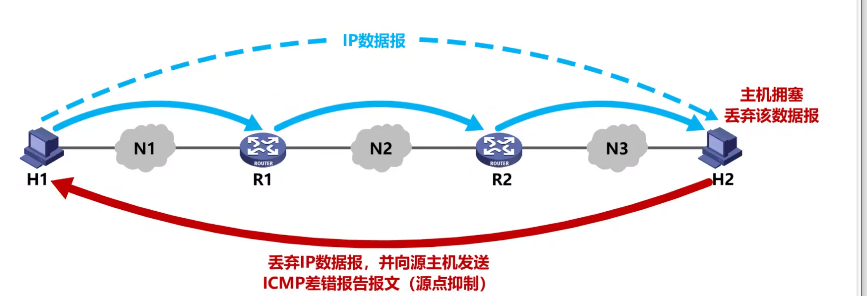 IP数据报
主机拥塞
丢弃该数据报
N1
N2
N3
ROUTER
ROUTER
H1
R1
R2
H2
丢弃IP数据报，并向源主机发送
ICMP差错报告报文（源点抑制）